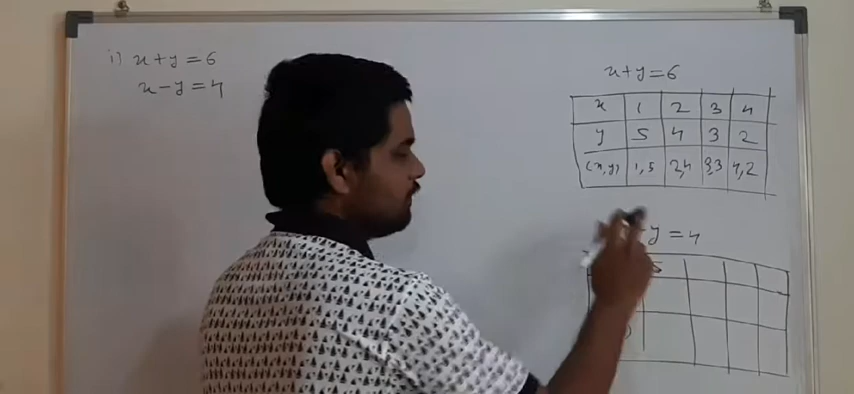 i) x + y = 6
x - y = 4
x + y = 6
x 1 2 3 4
y 5 4 3 2
(x, y) 1, 5 2, 4 3, 3 4, 2
y = 4